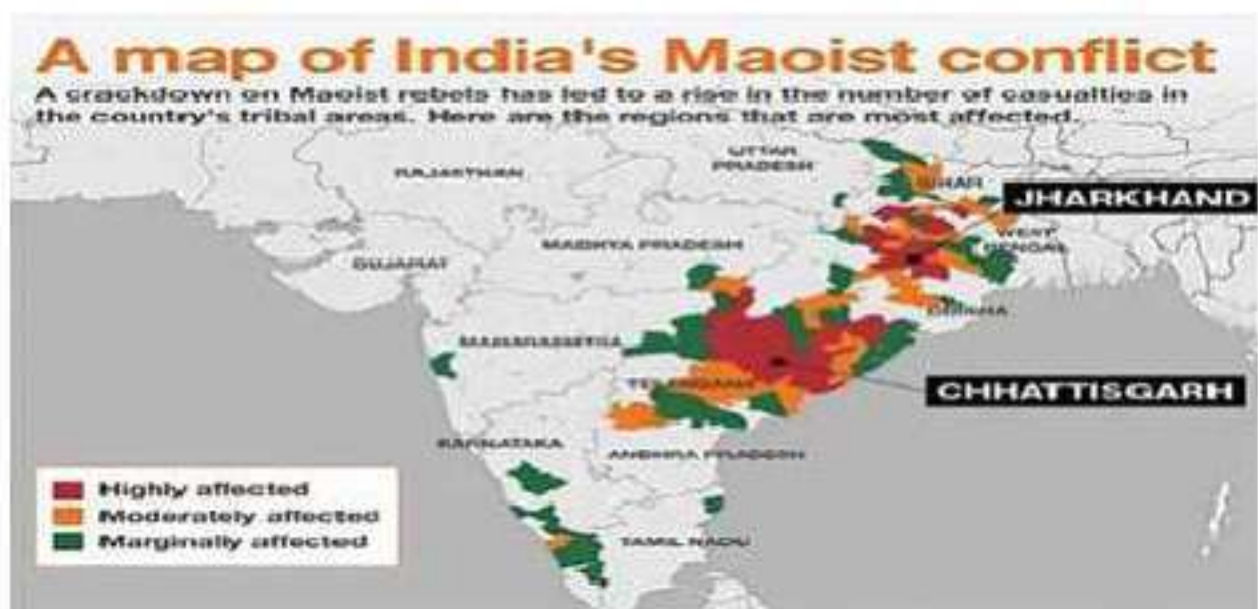 A map of India's Maoist conflict
A crackdown on Maoist rebels has led to a rise in the number of casualties in
the country's tribal areas. Here are the regions that are most affected.
UTTAR
PRADESH
RAJASTHAN
BIHAR
JHARKHAND
WEST
BENGAL
MADHYA PRADESH
GUJARAT
ODISHA
MAHARASHTRA
TELANGANA
CHHATTISGARH
KARNATAKA
ANDHRA PRADESH
Highly affected
Moderately affected
Marginally affected
TAMIL NADU